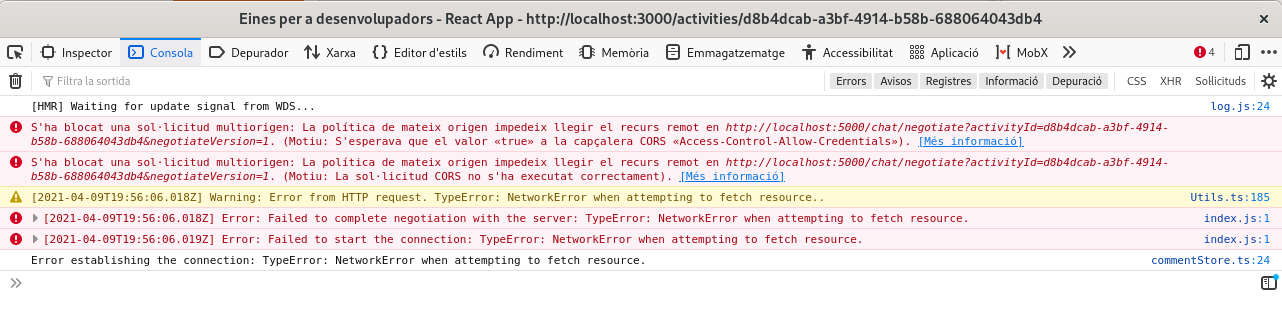 Eines per a desenvolupadors - React App - http://localhost:3000/activities/d8b4dcab-a3bf-4914-b58b-688064043db4
Inspector Consola Depurador Xarxa Editor d'estils Rendiment Memòria Emmagatzematge Accessibilitat Aplicació MobX 4
Filtra la sortida Errors Avisos Registres Informació Depuració CSS XHR Sol·licituds
[HMR] Waiting for update signal from WDS... log.js:24
S'ha blocat una sol·licitud multiorigen: La política de mateix origen impedeix llegir el recurs remot en http://localhost:5000/chat/negotiate?activityId=d8b4dcab-a3bf-4914-
b58b-688064043db4&negotiateVersion=1. (Motiu: S'esperava que el valor «true» a la capçalera CORS «Access-Control-Allow-Credentials»). [Més informació]
S'ha blocat una sol·licitud multiorigen: La política de mateix origen impedeix llegir el recurs remot en http://localhost:5000/chat/negotiate?activityId=d8b4dcab-a3bf-4914-
b58b-688064043db4&negotiateVersion=1. (Motiu: La sol·licitud CORS no s'ha executat correctament). [Més informació]
[2021-04-09T19:56:06.018Z] Warning: Error from HTTP request. TypeError: NetworkError when attempting to fetch resource.. Utils.ts:185
[2021-04-09T19:56:06.018Z] Error: Failed to complete negotiation with the server: TypeError: NetworkError when attempting to fetch resource. index.js:1
[2021-04-09T19:56:06.019Z] Error: Failed to start the connection: TypeError: NetworkError when attempting to fetch resource. index.js:1
Error establishing the connection: TypeError: NetworkError when attempting to fetch resource. commentStore.ts:24